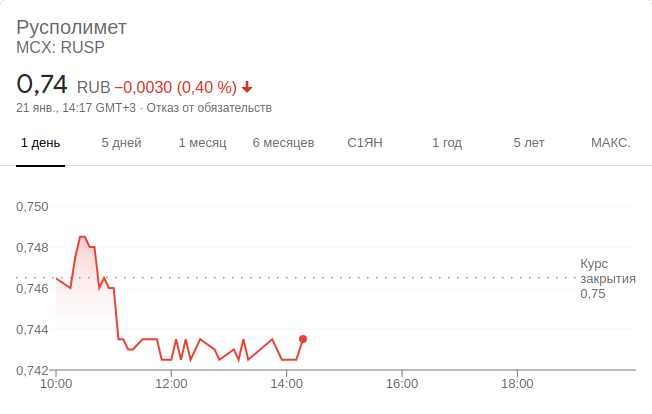 Русполимет
MCX: RUSP
0,74 RUB −0,0030 (0,40 %)
21 янв., 14:17 GMT+3 · Отказ от обязательств
1 день 5 дней 1 месяц 6 месяцев С1ЯН 1 год 5 лет МАКС.
0,750
0,748
Курс
закрытия
0,75
0,746
0,744
0,742
10:00 12:00 14:00 16:00 18:00